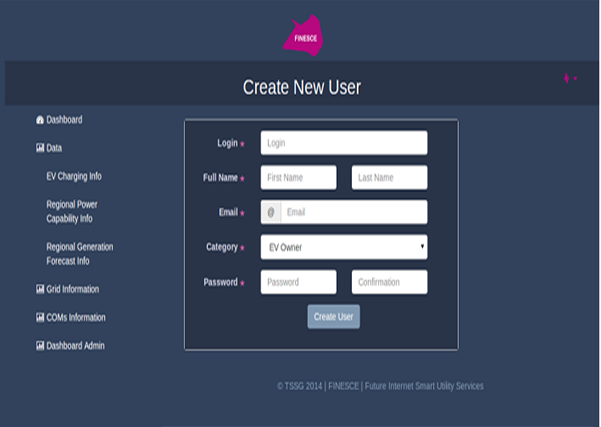 FINESCE
Create New User
Dashboard
Data
EV Charging Info
Regional Power
Capability Info
Regional Generation
Forecast Info
Grid Information
COMs Information
Dashboard Admin
Login * Login
Full Name * First Name Last Name
Email * @ Email
Category * EV Owner
Password * Password Confirmation
Create User
© TSSG 2014 | FINESCE | Future Internet Smart Utility Services